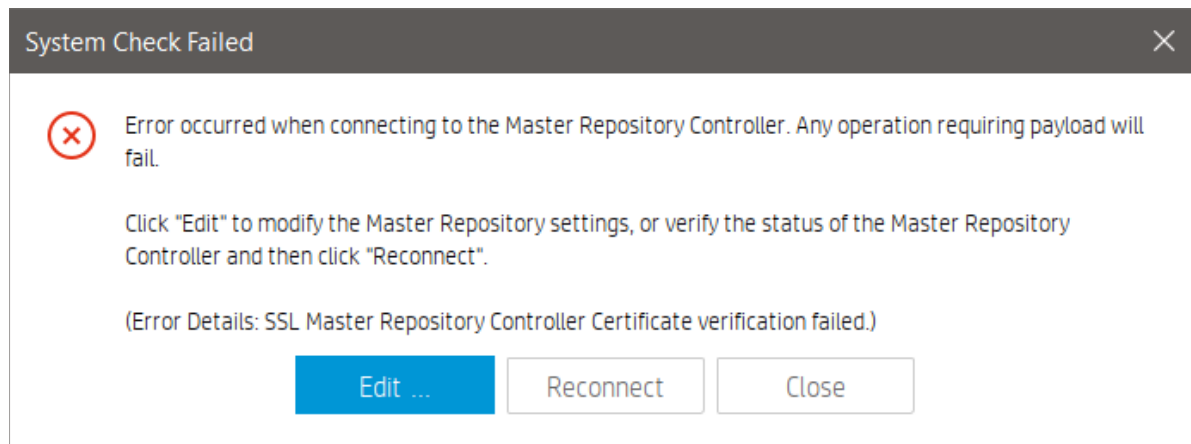 System Check Failed
Error occurred when connecting to the Master Repository Controller. Any operation requiring payload will
fail.
Click "Edit" to modify the Master Repository settings, or verify the status of the Master Repository
Controller and then click "Reconnect".
(Error Details: SSL Master Repository Controller Certificate verification failed.)
Edit ...
Reconnect
Close